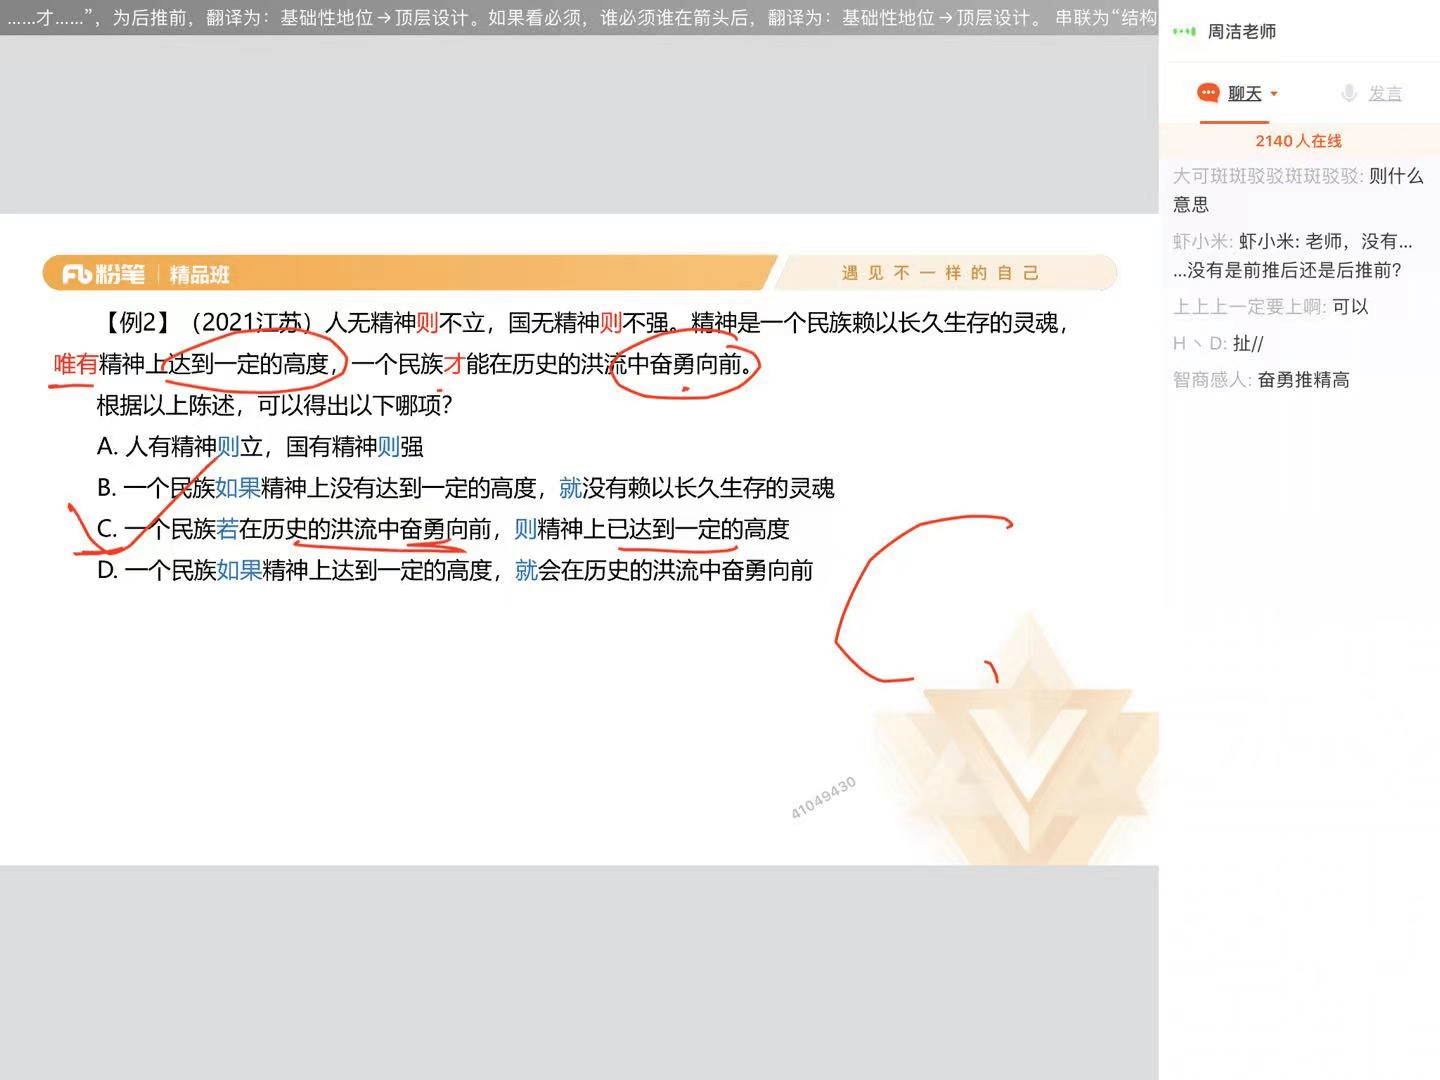 ……才……”，为后推前，翻译为：基础性地位→顶层设计。如果看必须，谁必须谁在箭头后，翻译为：基础性地位→顶层设计。 串联为“结构
周洁老师
聊天
发言
2140人在线
大可斑斑驳驳斑斑驳驳: 则什么
意思
虾小米: 虾小米: 老师，没有...
...没有是前推后还是后推前?
上上上一定要上啊: 可以
H丶D: 扯//
智商感人: 奋勇推精高
粉笔 精品班
遇见不一样的自己
【例2】（2021江苏）人无精神则不立，国无精神则不强。精神是一个民族赖以长久生存的灵魂，
唯有精神上达到一定的高度，一个民族才能在历史的洪流中奋勇向前。
根据以上陈述，可以得出以下哪项？
A. 人有精神则立，国有精神则强
B. 一个民族如果精神上没有达到一定的高度，就没有赖以长久生存的灵魂
C. 一个民族若在历史的洪流中奋勇向前，则精神上已达到一定的高度
D. 一个民族如果精神上达到一定的高度，就会在历史的洪流中奋勇向前
41049430